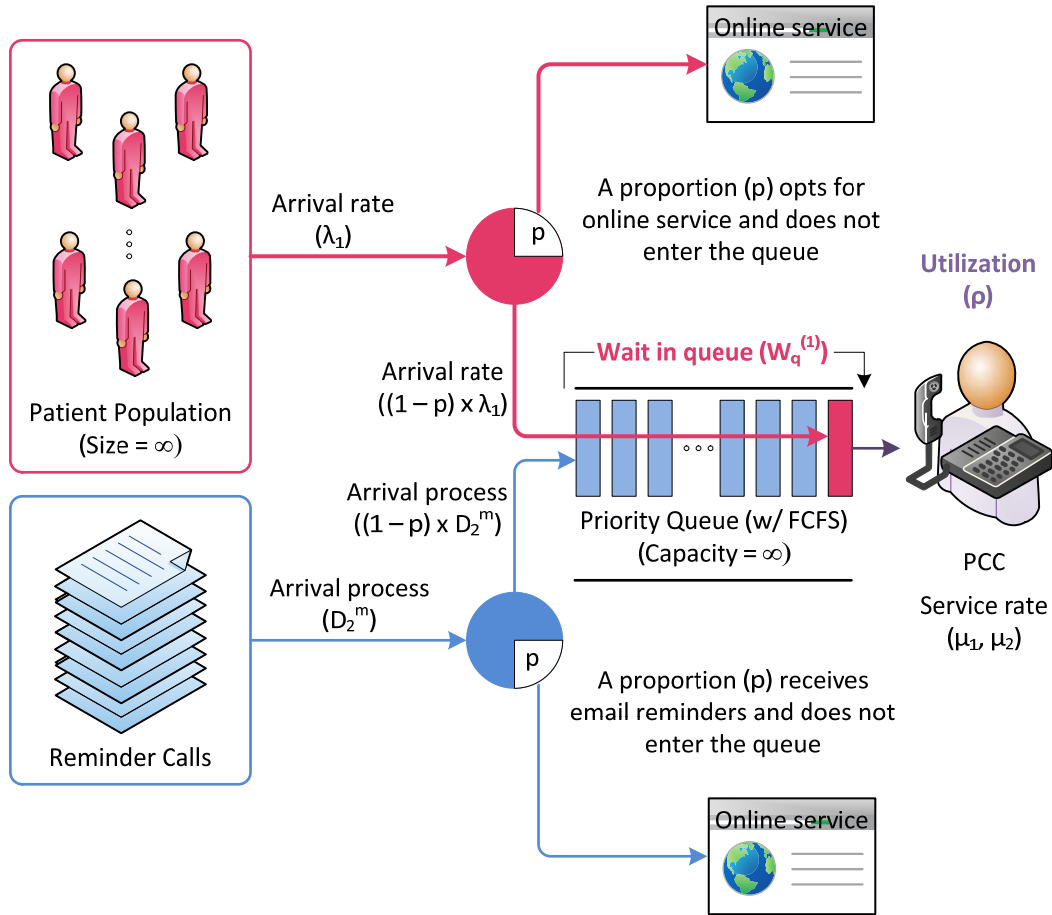 Online service
Arrival rate
(λ₁)
p
A proportion (p) opts for
online service and does not
enter the queue
Utilization
(ρ)
Patient Population
(Size = ∞)
Arrival rate
((1 – p) x λ₁)
Wait in queue (W_q^(1))
Arrival process
((1 – p) x D₂ᵐ)
Priority Queue (w/ FCFS)
(Capacity = ∞)
PCC
Service rate
(μ₁, μ₂)
Arrival process
(D₂ᵐ)
p
A proportion (p) receives
email reminders and does not
enter the queue
Reminder Calls
Online service